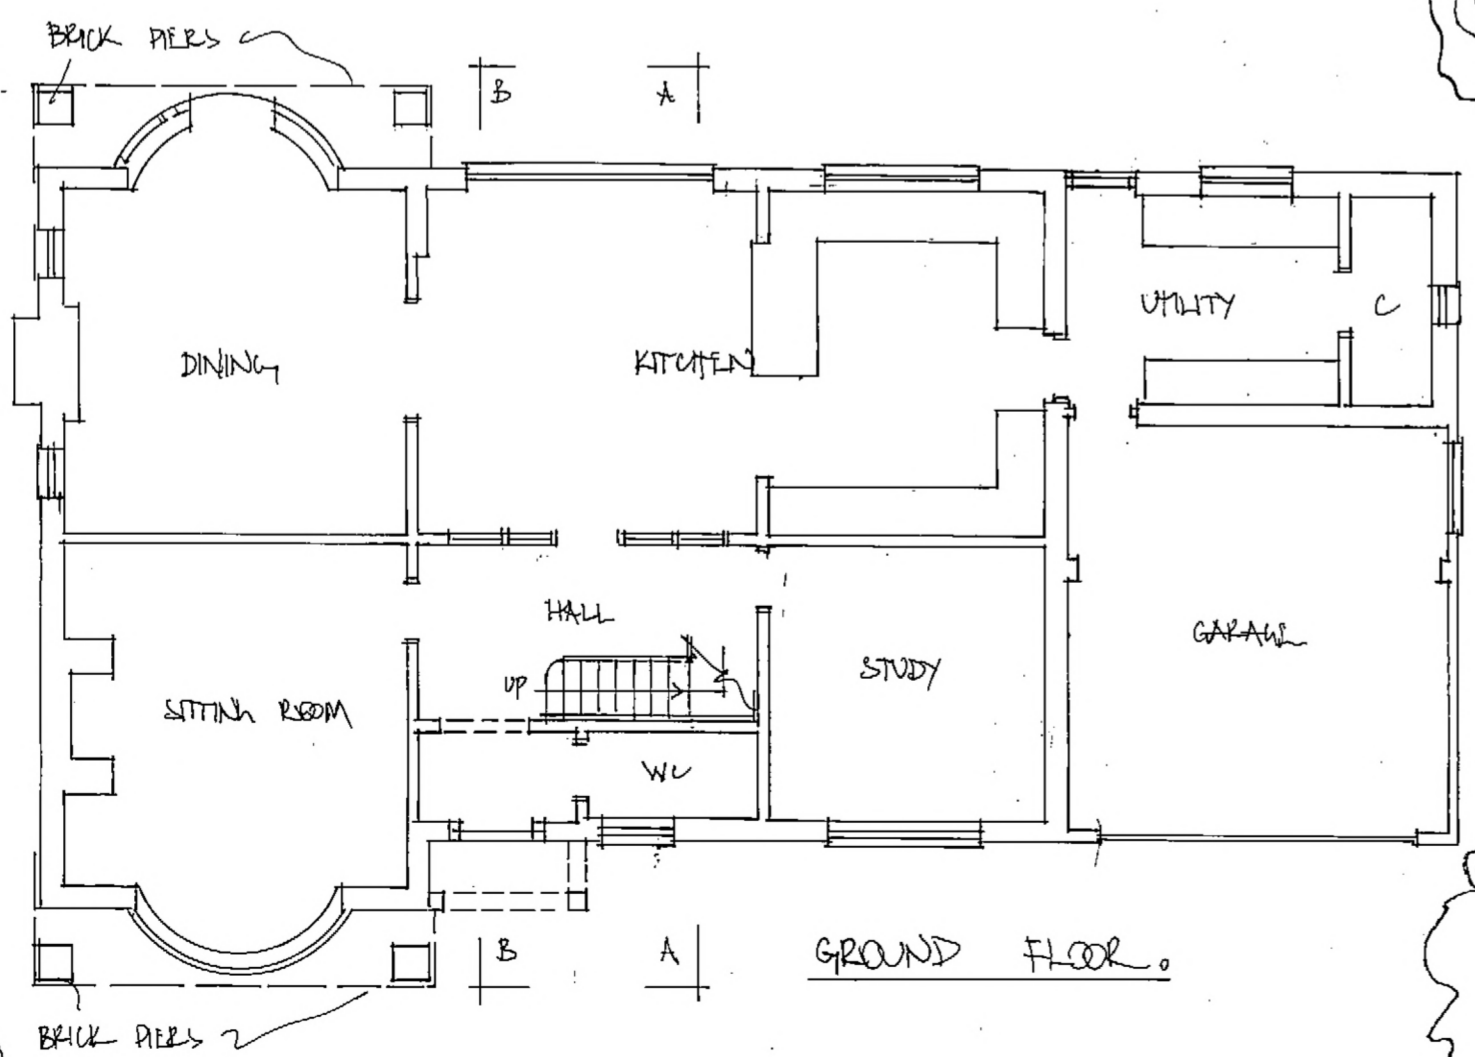 BRICK PIERS
B A
UTILITY C
DINING KITCHEN
HALL
GARAGE
STUDY
UP
SITTING ROOM
WC
B A
GROUND FLOOR.
BRICK PIERS